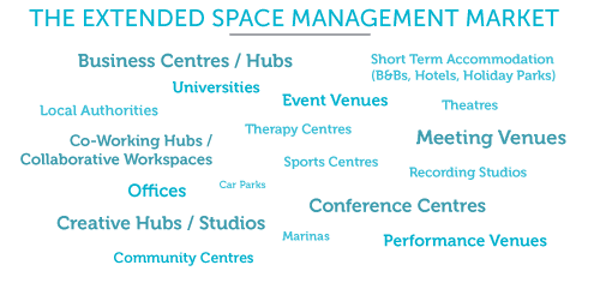 THE EXTENDED SPACE MANAGEMENT MARKET
Business Centres / Hubs
Short Term Accommodation
(B&Bs, Hotels, Holiday Parks)
Universities
Event Venues
Theatres
Local Authorities
Therapy Centres
Meeting Venues
Co-Working Hubs /
Collaborative Workspaces
Sports Centres
Recording Studios
Offices
Car Parks
Conference Centres
Creative Hubs / Studios
Marinas
Performance Venues
Community Centres